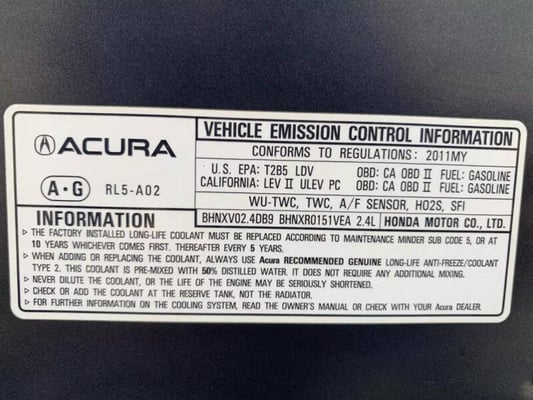 ACURA
A·G RL5-A02
VEHICLE EMISSION CONTROL INFORMATION
CONFORMS TO REGULATIONS: 2011MY
U.S. EPA: T2B5 LDV OBD: CA OBD II FUEL: GASOLINE
CALIFORNIA: LEV II ULEV PC OBD: CA OBD II FUEL: GASOLINE
WU-TWC, TWC, A/F SENSOR, HO2S, SFI
BHNXV02.4DB9 BHNXR0151VEA 2.4L HONDA MOTOR CO., LTD.
INFORMATION
▷ THE FACTORY INSTALLED LONG-LIFE COOLANT MUST BE REPLACED ACCORDING TO MAINTENANCE MINDER SUB CODE 5, OR AT
10 YEARS WHICHEVER COMES FIRST. THEREAFTER EVERY 5 YEARS.
▷ WHEN ADDING OR REPLACING THE COOLANT, ALWAYS USE Acura RECOMMENDED GENUINE LONG-LIFE ANTI-FREEZE/COOLANT
TYPE 2. THIS COOLANT IS PRE-MIXED WITH 50% DISTILLED WATER. IT DOES NOT REQUIRE ANY ADDITIONAL MIXING.
▷ NEVER DILUTE THE COOLANT, OR THE LIFE OF THE ENGINE MAY BE SERIOUSLY SHORTENED.
▷ CHECK OR ADD THE COOLANT AT THE RESERVE TANK, NOT THE RADIATOR.
▷ FOR FURTHER INFORMATION ON THE COOLING SYSTEM, READ THE OWNER'S MANUAL OR CHECK WITH YOUR Acura DEALER.